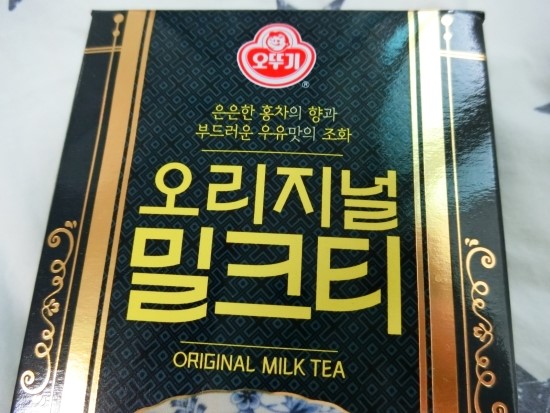 오뚜기
®
은은한 홍차의 향과
부드러운 우유맛의 조화
오리지널
밀크티
ORIGINAL MILK TEA